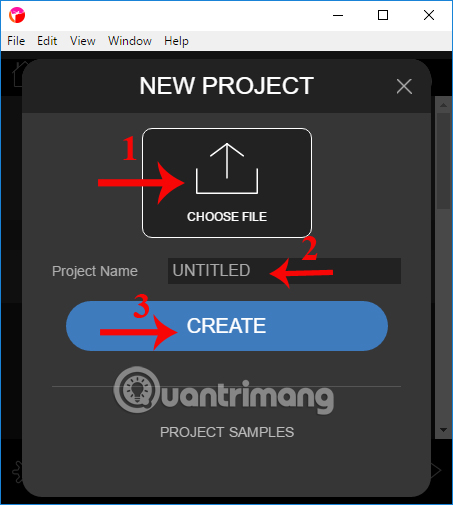 File Edit View Window Help
NEW PROJECT
1
CHOOSE FILE
2
Project Name UNTITLED
3
CREATE
Quantrimang
PROJECT SAMPLES